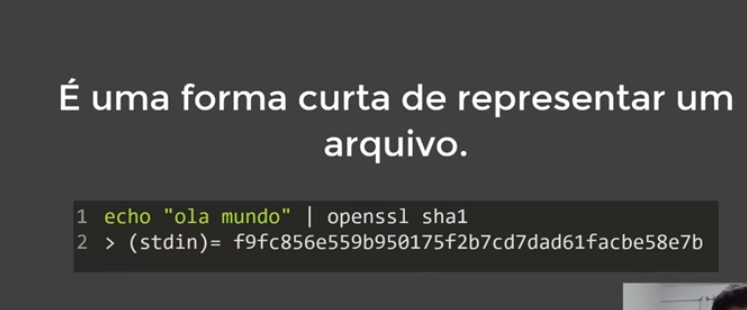 É uma forma curta de representar um
arquivo.
1 echo "ola mundo" | openssl sha1
2 > (stdin)= f9fc856e559b950175f2b7cd7dad61facbe58e7b